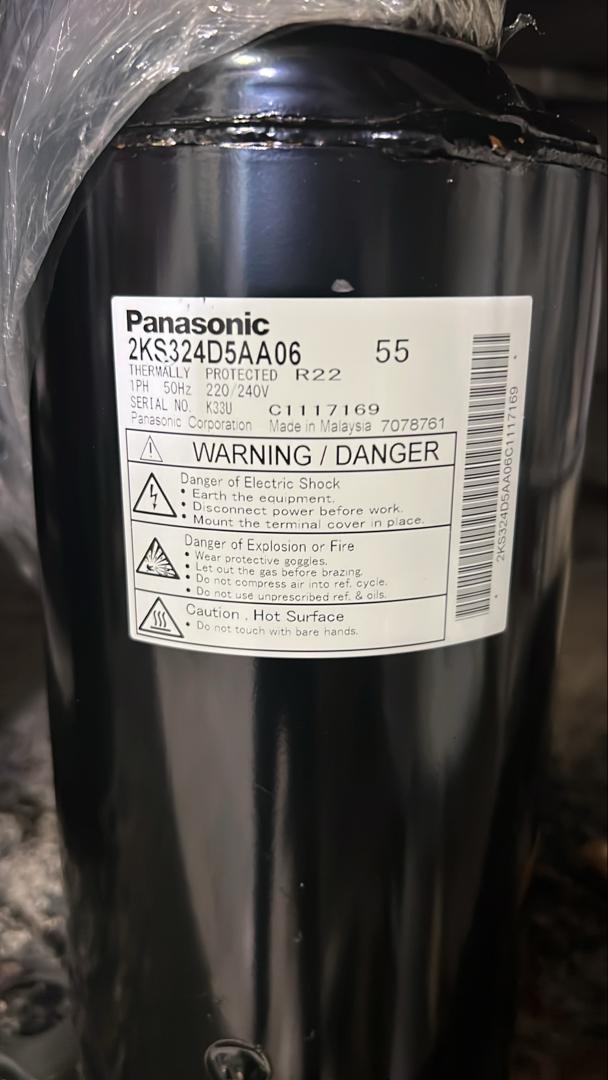 Panasonic
2KS324D5AA06 55
THERMALLY PROTECTED R22
1PH 50Hz 220/240V
SERIAL NO. K33U C1117169
Panasonic Corporation Made in Malaysia 7078761
WARNING / DANGER
Danger of Electric Shock
• Earth the equipment.
• Disconnect power before work.
• Mount the terminal cover in place.
Danger of Explosion or Fire
• Wear protective goggles.
• Let out the gas before brazing.
• Do not compress air into ref. cycle.
• Do not use unprescribed ref. & oils.
Caution . Hot Surface
• Do not touch with bare hands.
* 2KS324D5AA06C1117169 *